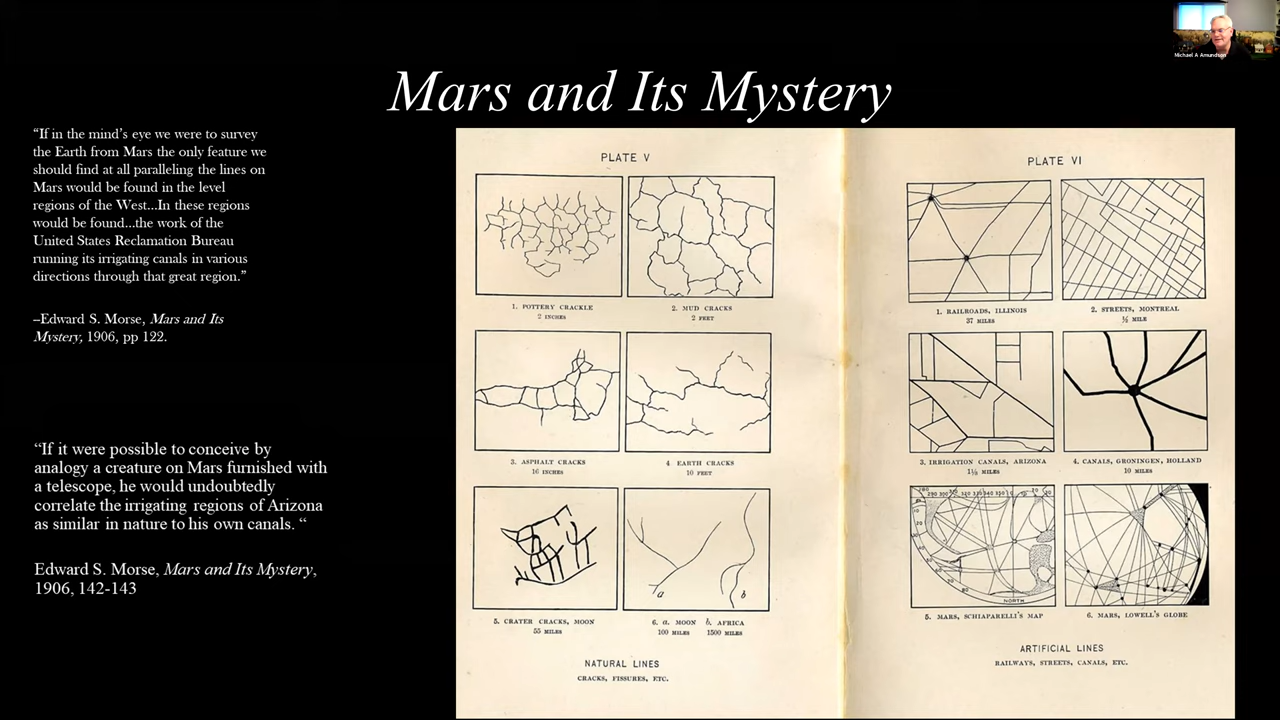 Michael A Amundson
Mars and Its Mystery
“If in the mind’s eye we were to survey
the Earth from Mars the only feature we
should find at all paralleling the lines on
Mars would be found in the level
regions of the West...In these regions
would be found...the work of the
United States Reclamation Bureau
running its irrigating canals in various
directions through that great region.”
–Edward S. Morse, Mars and Its
Mystery, 1906, pp 122.
“If it were possible to conceive by
analogy a creature on Mars furnished with
a telescope, he would undoubtedly
correlate the irrigating regions of Arizona
as similar in nature to his own canals. “
Edward S. Morse, Mars and Its Mystery,
1906, 142-143
PLATE V
1. POTTERY CRACKLE
2 INCHES
2. MUD CRACKS
2 FEET
3. ASPHALT CRACKS
16 INCHES
4 EARTH CRACKS
10 FEET
a
b
5. CRATER CRACKS, MOON
55 MILES
6. a. MOON b. AFRICA
100 MILES 1500 MILES
NATURAL LINES
CRACKS, FISSURES, ETC.
PLATE VI
1. RAILROADS, ILLINOIS
37 MILES
2. STREETS, MONTREAL
½ MILE
3. IRRIGATION CANALS, ARIZONA
1½ MILES
4. CANALS, GRONINGEN, HOLLAND
10 MILES
NORTH
5. MARS, SCHIAPARELLI'S MAP
6. MARS, LOWELL'S GLOBE
ARTIFICIAL LINES
RAILWAYS, STREETS, CANALS, ETC.